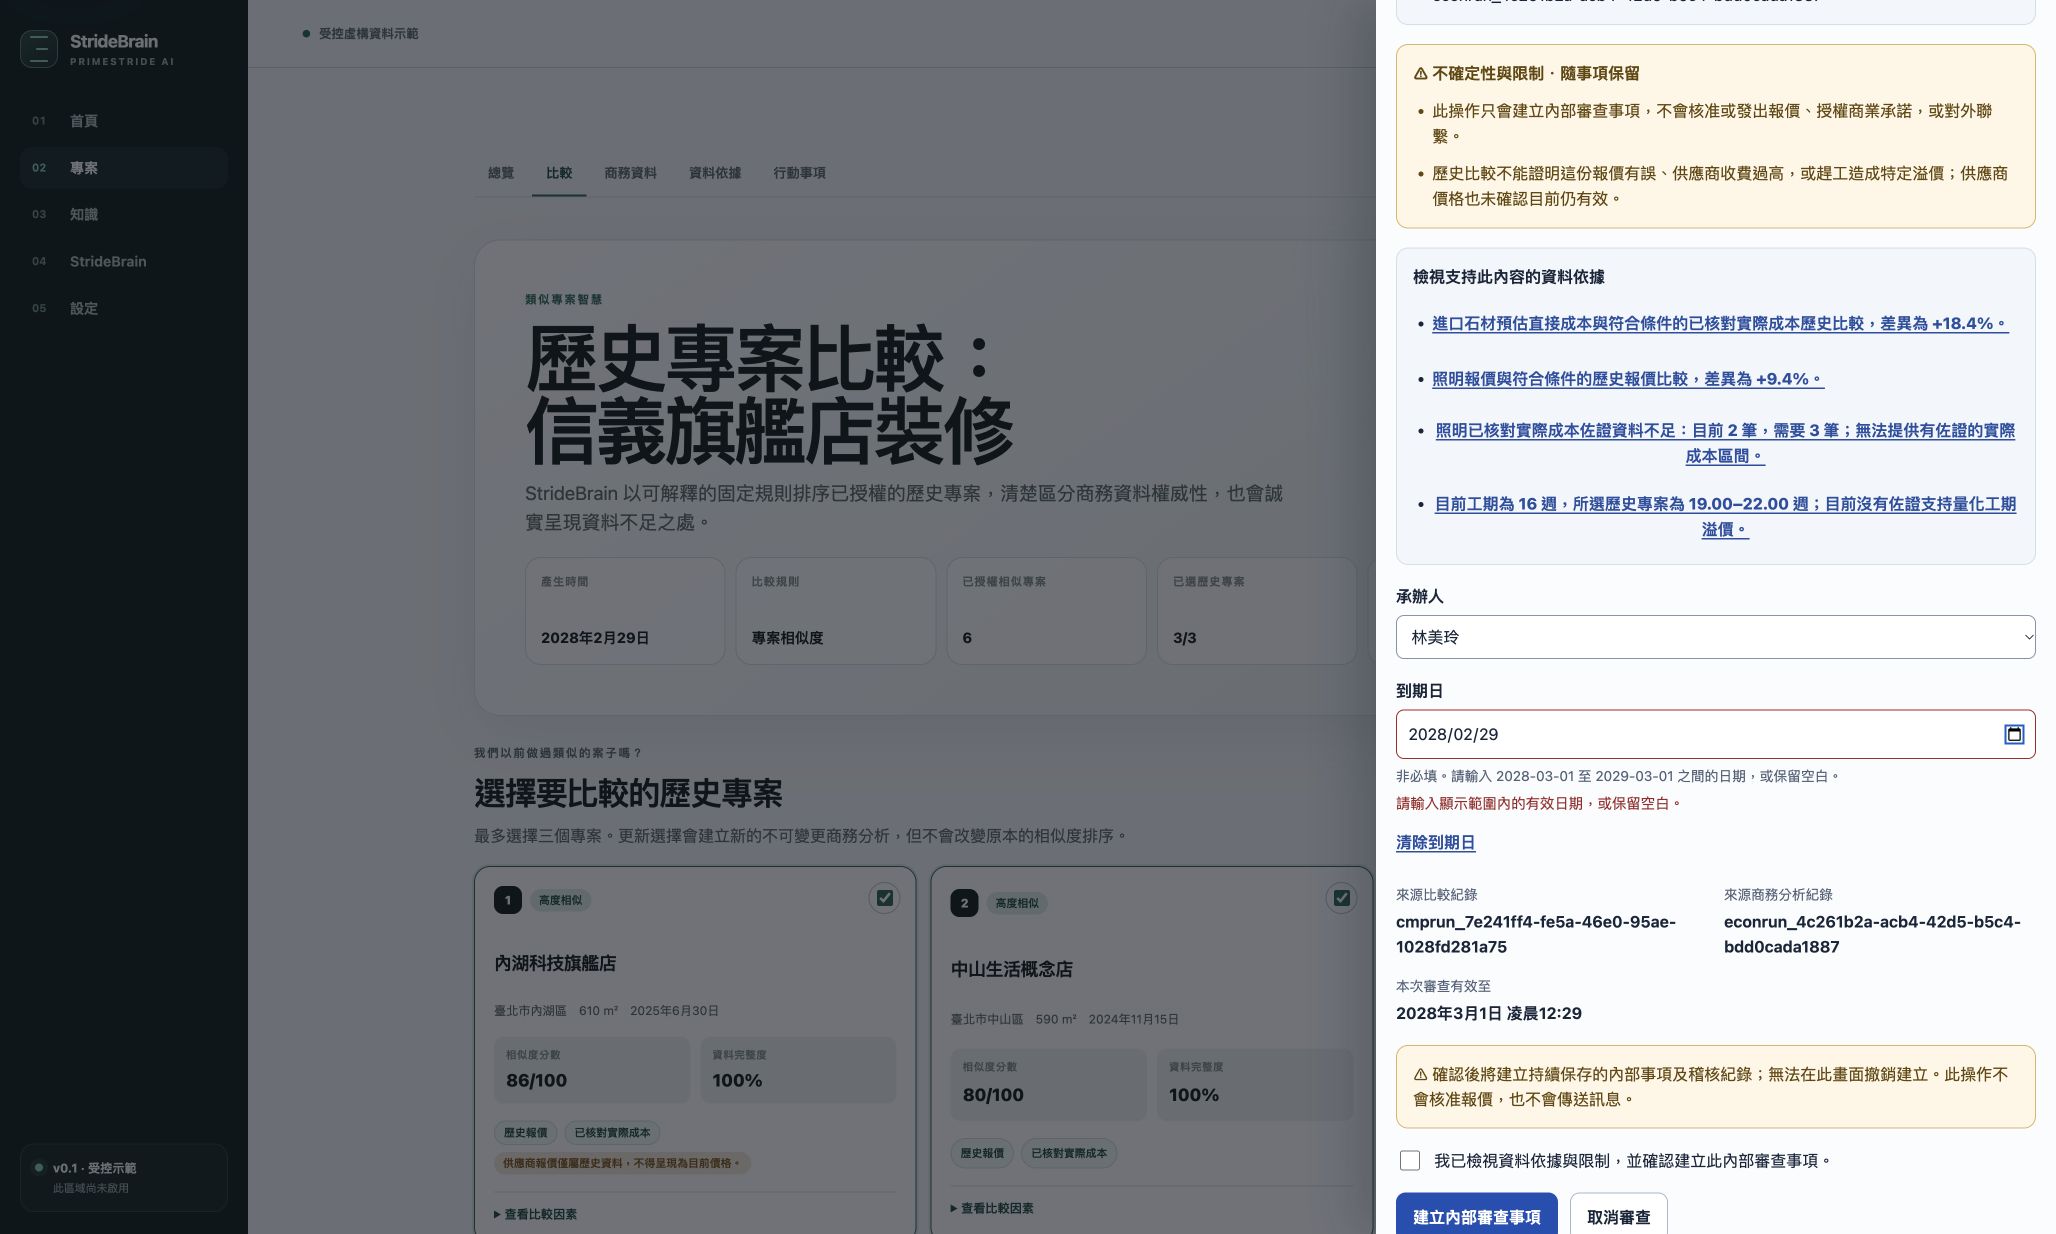 StrideBrain
PRIMESTRIDE AI
01 首頁
02 專案
03 知識
04 StrideBrain
05 設定
v0.1 · 受控示範
此區域尚未啟用
受控虛構資料示範
總覽 比較 商務資料 資料依據 行動事項
類似專案智慧
歷史專案比較：
信義旗艦店裝修
StrideBrain 以可解釋的固定規則排序已授權的歷史專案，清楚區分商務資料權威性，也會誠
實呈現資料不足之處。
產生時間 比較規則 已授權相似專案 已選歷史專案
2028年2月29日 專案相似度 6 3/3
我們以前做過類似的案子嗎？
選擇要比較的歷史專案
最多選擇三個專案。更新選擇會建立新的不可變更商務分析，但不會改變原本的相似度排序。
1 高度相似
內湖科技旗艦店
臺北市內湖區 610 m² 2025年6月30日
相似度分數 資料完整度
86/100 100%
歷史報價 已核對實際成本
供應商報價僅屬歷史資料，不得呈現為目前價格。
▶ 查看比較因素
2 高度相似
中山生活概念店
臺北市中山區 590 m² 2024年11月15日
相似度分數 資料完整度
80/100 100%
歷史報價 已核對實際成本
▶ 查看比較因素
⚠ 不確定性與限制 · 隨事項保留
• 此操作只會建立內部審查事項，不會核准或發出報價、授權商業承諾，或對外聯
繫。
• 歷史比較不能證明這份報價有誤、供應商收費過高，或趕工造成特定溢價；供應商
價格也未確認目前仍有效。
檢視支持此內容的資料依據
• 進口石材預估直接成本與符合條件的已核對實際成本歷史比較，差異為 +18.4%。
• 照明報價與符合條件的歷史報價比較，差異為 +9.4%。
• 照明已核對實際成本佐證資料不足：目前 2 筆，需要 3 筆；無法提供有佐證的實際
成本區間。
• 目前工期為 16 週，所選歷史專案為 19.00–22.00 週；目前沒有佐證支持量化工期
溢價。
承辦人
林美玲
到期日
2028/02/29
非必填。請輸入 2028-03-01 至 2029-03-01 之間的日期，或保留空白。
請輸入顯示範圍內的有效日期，或保留空白。
清除到期日
來源比較紀錄 來源商務分析紀錄
cmprun_7e241ff4-fe5a-46e0-95ae- econrun_4c261b2a-acb4-42d5-b5c4-
1028fd281a75 bdd0cada1887
本次審查有效至
2028年3月1日 凌晨12:29
⚠ 確認後將建立持續保存的內部事項及稽核紀錄；無法在此畫面撤銷建立。此操作不
會核准報價，也不會傳送訊息。
我已檢視資料依據與限制，並確認建立此內部審查事項。
建立內部審查事項 取消審查